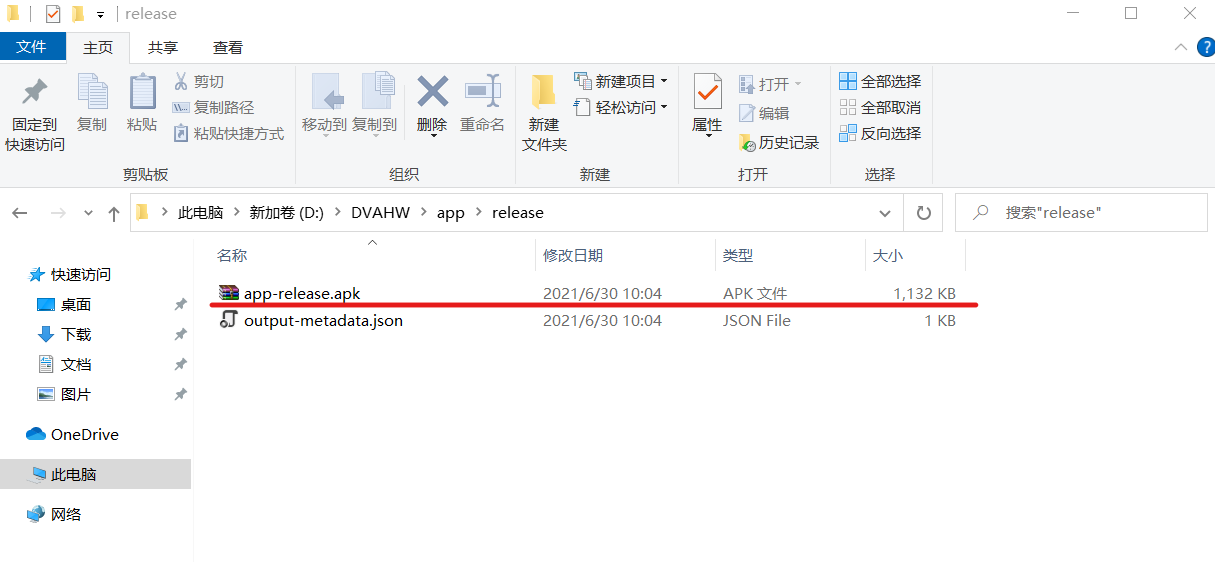 release
文件 主页 共享 查看
固定到
快速访问
复制
粘贴
剪切
复制路径
粘贴快捷方式
剪贴板
移动到
复制到
删除
重命名
组织
新建
文件夹
新建项目
轻松访问
新建
属性
打开
编辑
历史记录
打开
全部选择
全部取消
反向选择
选择
此电脑 新加卷 (D:) DVAHW app release
搜索"release"
快速访问
桌面
下载
文档
图片
OneDrive
此电脑
网络
名称 修改日期 类型 大小
app-release.apk 2021/6/30 10:04 APK 文件 1,132 KB
output-metadata.json 2021/6/30 10:04 JSON File 1 KB